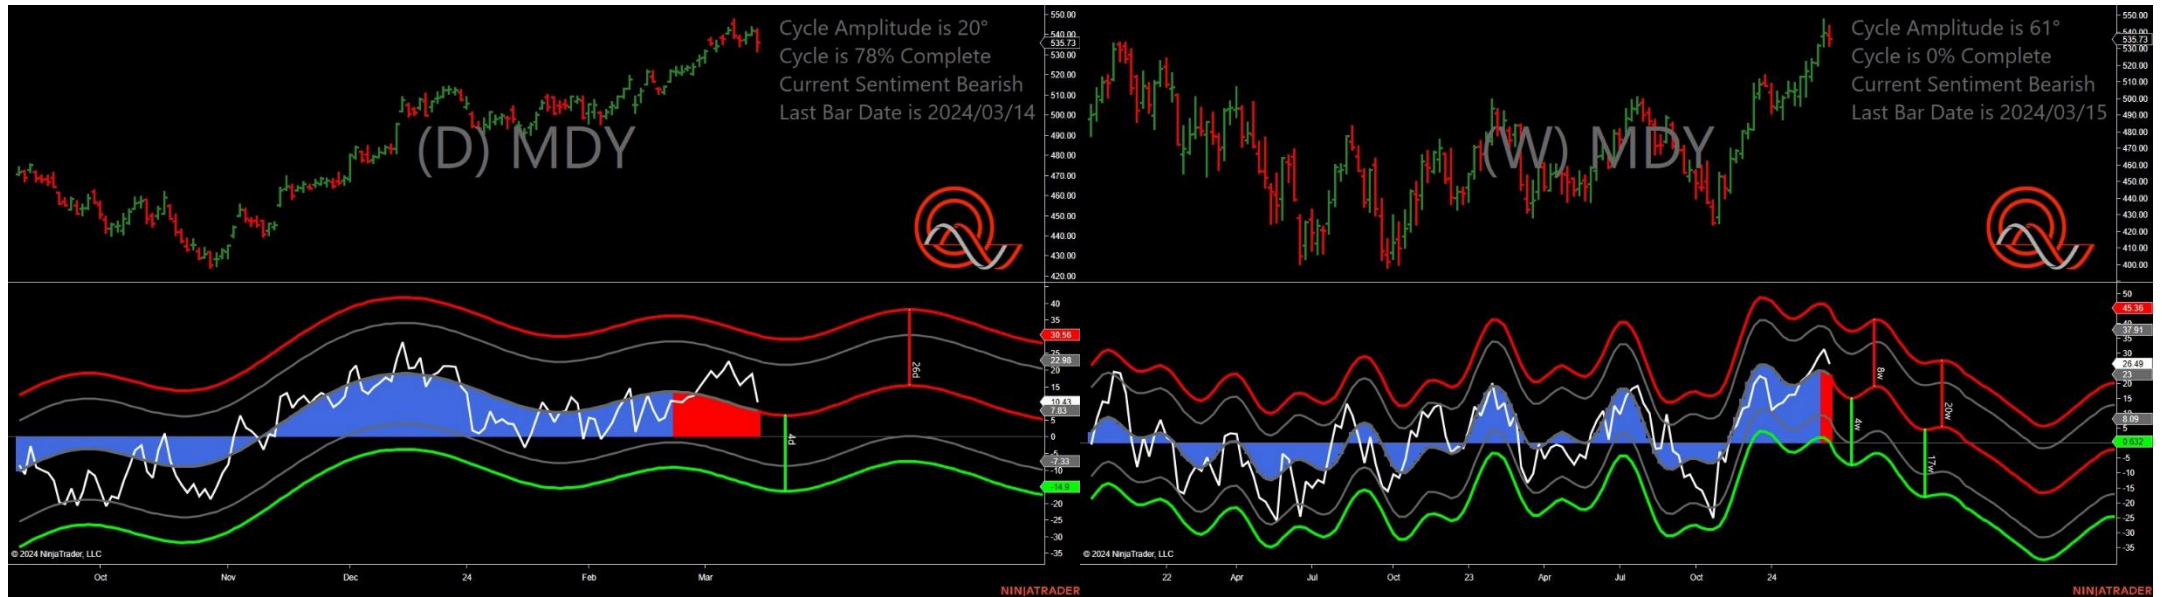 Cycle Amplitude is 20°
Cycle is 78% Complete
Current Sentiment Bearish
Last Bar Date is 2024/03/14
(D) MDY
550.00
540.00
535.73
530.00
520.00
510.00
500.00
490.00
480.00
470.00
460.00
450.00
440.00
430.00
420.00
40
35
30.56
25
22.98
20
15
10.43
7.83
5
0
-5
-7.33
-10
-14.9
-20
-25
-30
-35
26d
4d
© 2024 NinjaTrader, LLC
Oct
Nov
Dec
24
Feb
Mar
NINJATRADER
Cycle Amplitude is 61°
Cycle is 0% Complete
Current Sentiment Bearish
Last Bar Date is 2024/03/15
(W) MDY
550.00
540.00
535.73
530.00
520.00
510.00
500.00
490.00
480.00
470.00
460.00
450.00
440.00
430.00
420.00
410.00
400.00
50
45.36
40
37.91
35
30
26.49
23
20
15
8.09
5
0.632
-5
-10
-15
-20
-25
-30
-35
8w
4w
20w
17w
© 2024 NinjaTrader, LLC
22
Apr
Jul
Oct
23
Apr
Jul
Oct
24
NINJATRADER